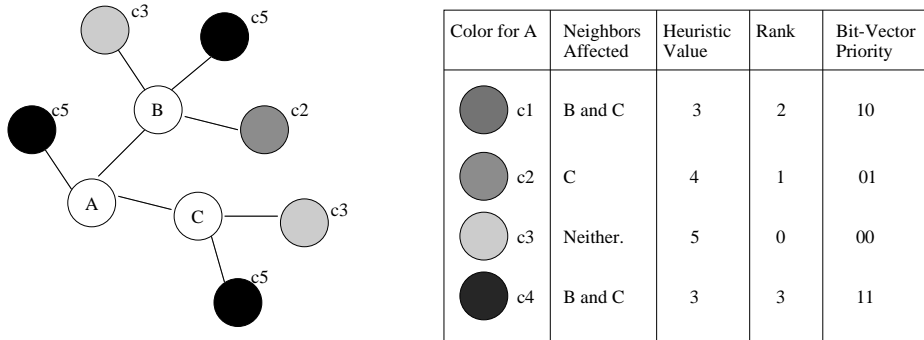 c3
c5
c5
B
c2
A
C
c3
c5
Color for A Neighbors Affected Heuristic Value Rank Bit-Vector Priority
c1 B and C 3 2 10
c2 C 4 1 01
c3 Neither. 5 0 00
c4 B and C 3 3 11